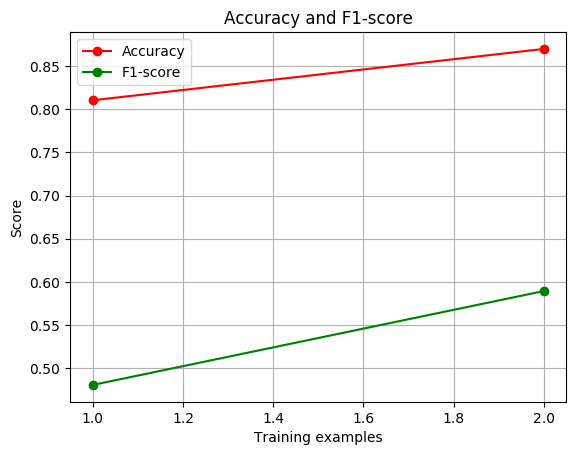 Accuracy and F1-score
Accuracy
F1-score
0.85
0.80
0.75
0.70
0.65
0.60
0.55
0.50
Score
1.0 1.2 1.4 1.6 1.8 2.0
Training examples